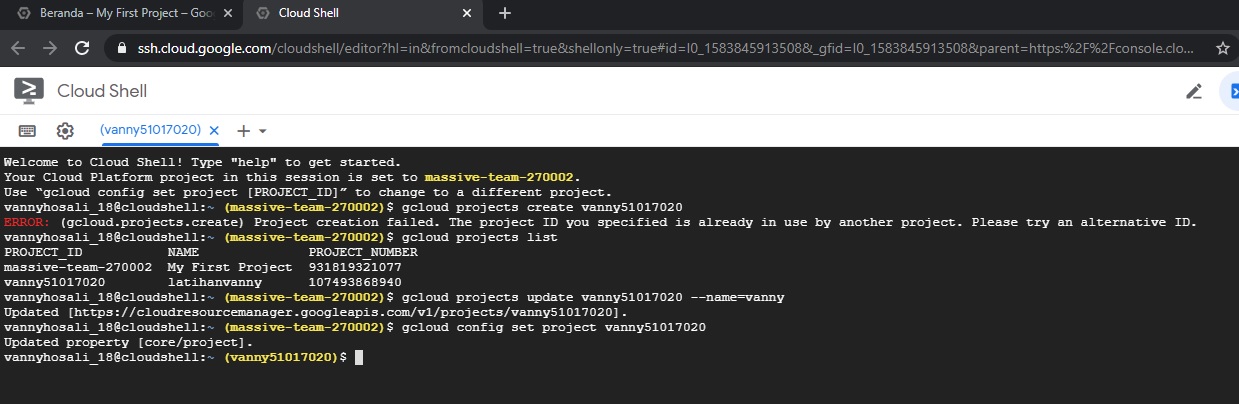 Beranda – My First Project – Goo
Cloud Shell
ssh.cloud.google.com/cloudshell/editor?hl=in&fromcloudshell=true&shellonly=true#id=I0_1583845913508&_gfid=I0_1583845913508&parent=https:%2F%2Fconsole.clo...
Cloud Shell
(vanny51017020)
Welcome to Cloud Shell! Type "help" to get started.
Your Cloud Platform project in this session is set to massive-team-270002.
Use “gcloud config set project [PROJECT_ID]” to change to a different project.
vannyhosali_18@cloudshell:~ (massive-team-270002)$ gcloud projects create vanny51017020
ERROR: (gcloud.projects.create) Project creation failed. The project ID you specified is already in use by another project. Please try an alternative ID.
vannyhosali_18@cloudshell:~ (massive-team-270002)$ gcloud projects list
PROJECT_ID NAME PROJECT_NUMBER
massive-team-270002 My First Project 931819321077
vanny51017020 latihanvanny 107493868940
vannyhosali_18@cloudshell:~ (massive-team-270002)$ gcloud projects update vanny51017020 --name=vanny
Updated [https://cloudresourcemanager.googleapis.com/v1/projects/vanny51017020].
vannyhosali_18@cloudshell:~ (massive-team-270002)$ gcloud config set project vanny51017020
Updated property [core/project].
vannyhosali_18@cloudshell:~ (vanny51017020)$